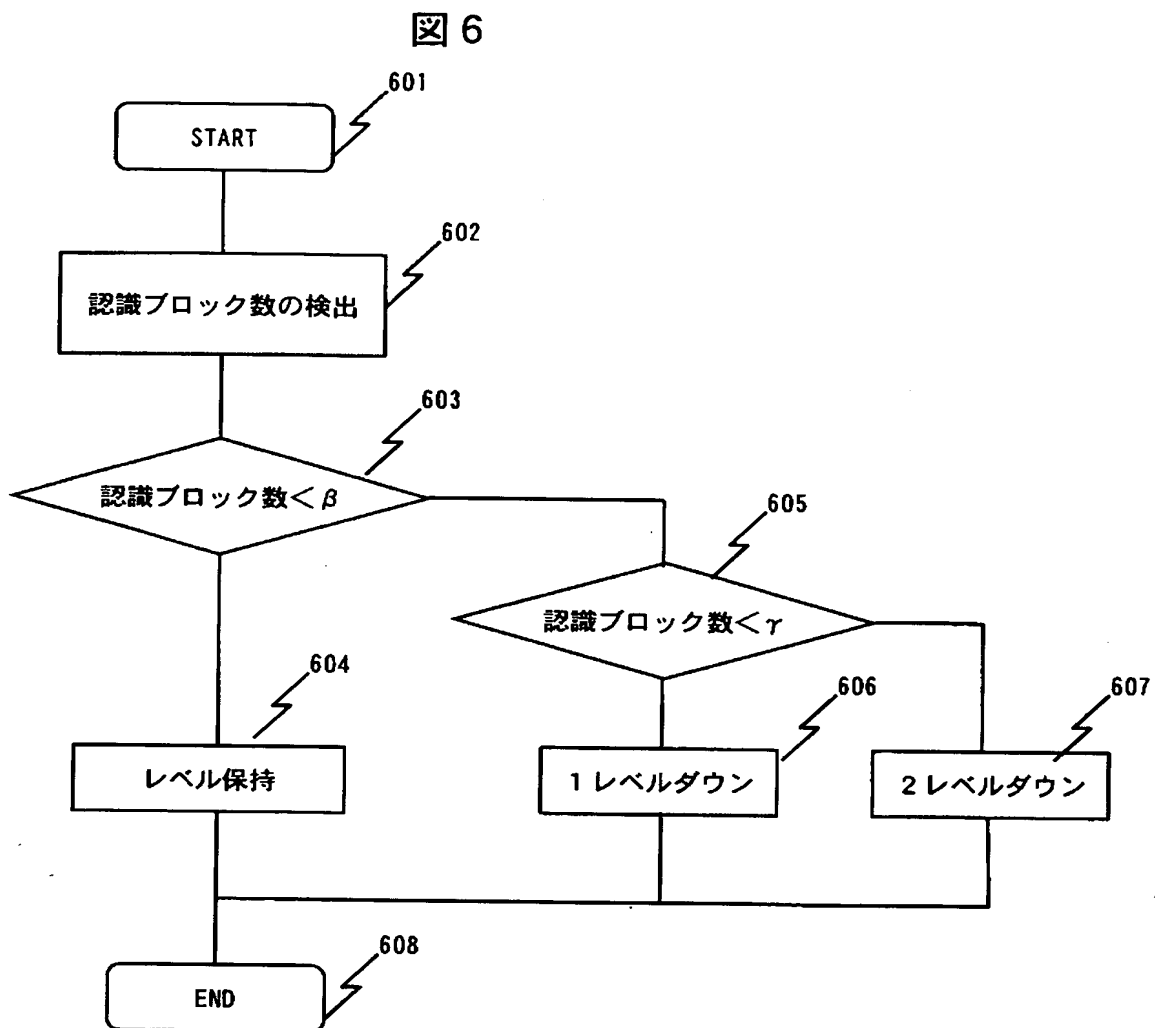 図 6
601
START
602
認識ブロック数の検出
603
認識ブロック数＜β
605
認識ブロック数＜γ
604
レベル保持
606
1レベルダウン
607
2レベルダウン
608
END